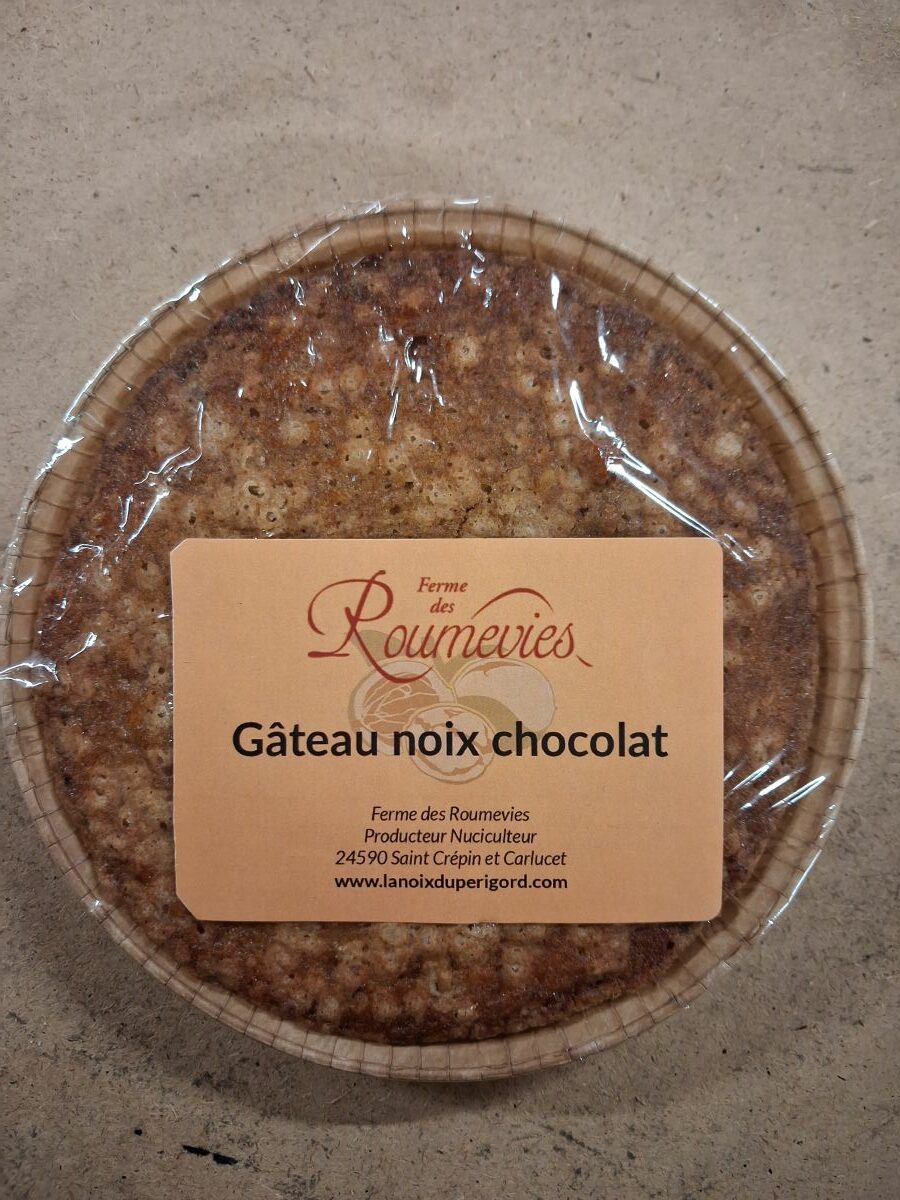 Ferme
des
Roumevies
Gâteau noix chocolat
Ferme des Roumevies
Producteur Nuciculteur
24590 Saint Crépin et Carlucet
www.lanoixduperigord.com